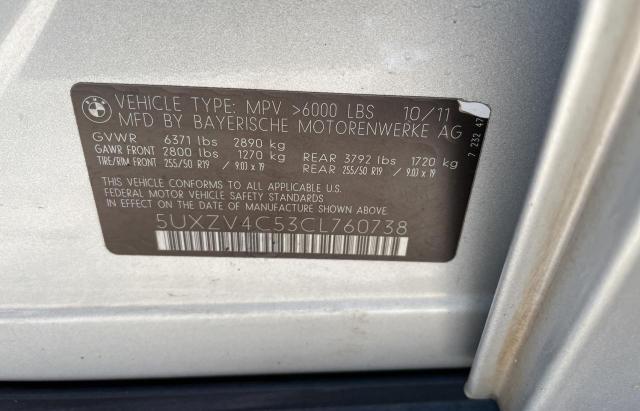 BMW
VEHICLE TYPE: MPV >6000 LBS 10/11
MFD BY BAYERISCHE MOTORENWERKE AG
GVWR 6371 lbs 2890 kg
GAWR FRONT 2800 lbs 1270 kg REAR 3792 lbs 1720 kg
TIRE/RIM FRONT 255/50 R19 / 9.0J × 19 REAR 255/50 R19 / 9.0J × 19
THIS VEHICLE CONFORMS TO ALL APPLICABLE U.S.
FEDERAL MOTOR VEHICLE SAFETY STANDARDS
IN EFFECT ON DATE OF MANUFACTURE SHOWN ABOVE
5UXZV4C53CL760738
7 232 47